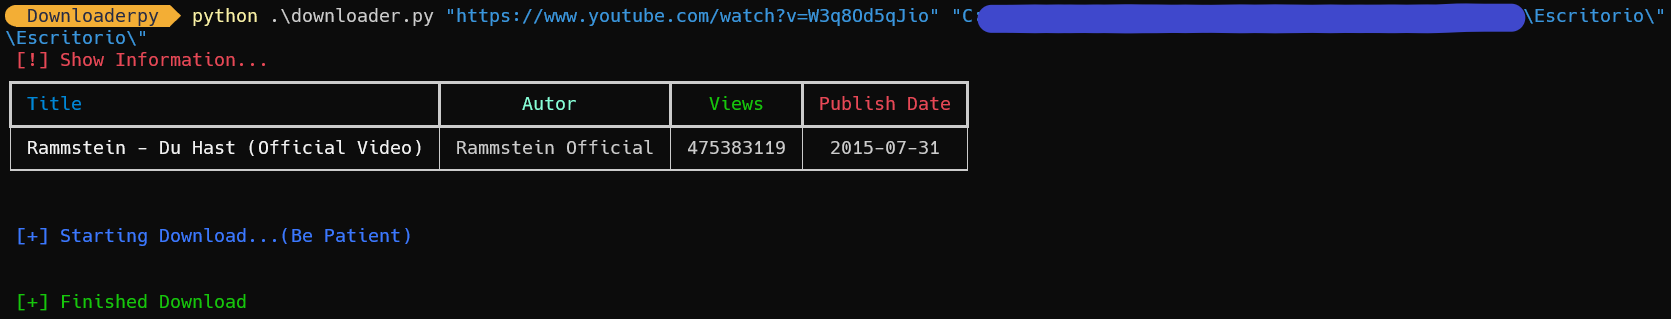 Downloaderpy python .\downloader.py "https://www.youtube.com/watch?v=W3q8Od5qJio" "C: \Escritorio\"
\Escritorio\"
[!] Show Information...
Title Autor Views Publish Date
Rammstein - Du Hast (Official Video) Rammstein Official 475383119 2015-07-31
[+] Starting Download...(Be Patient)
[+] Finished Download